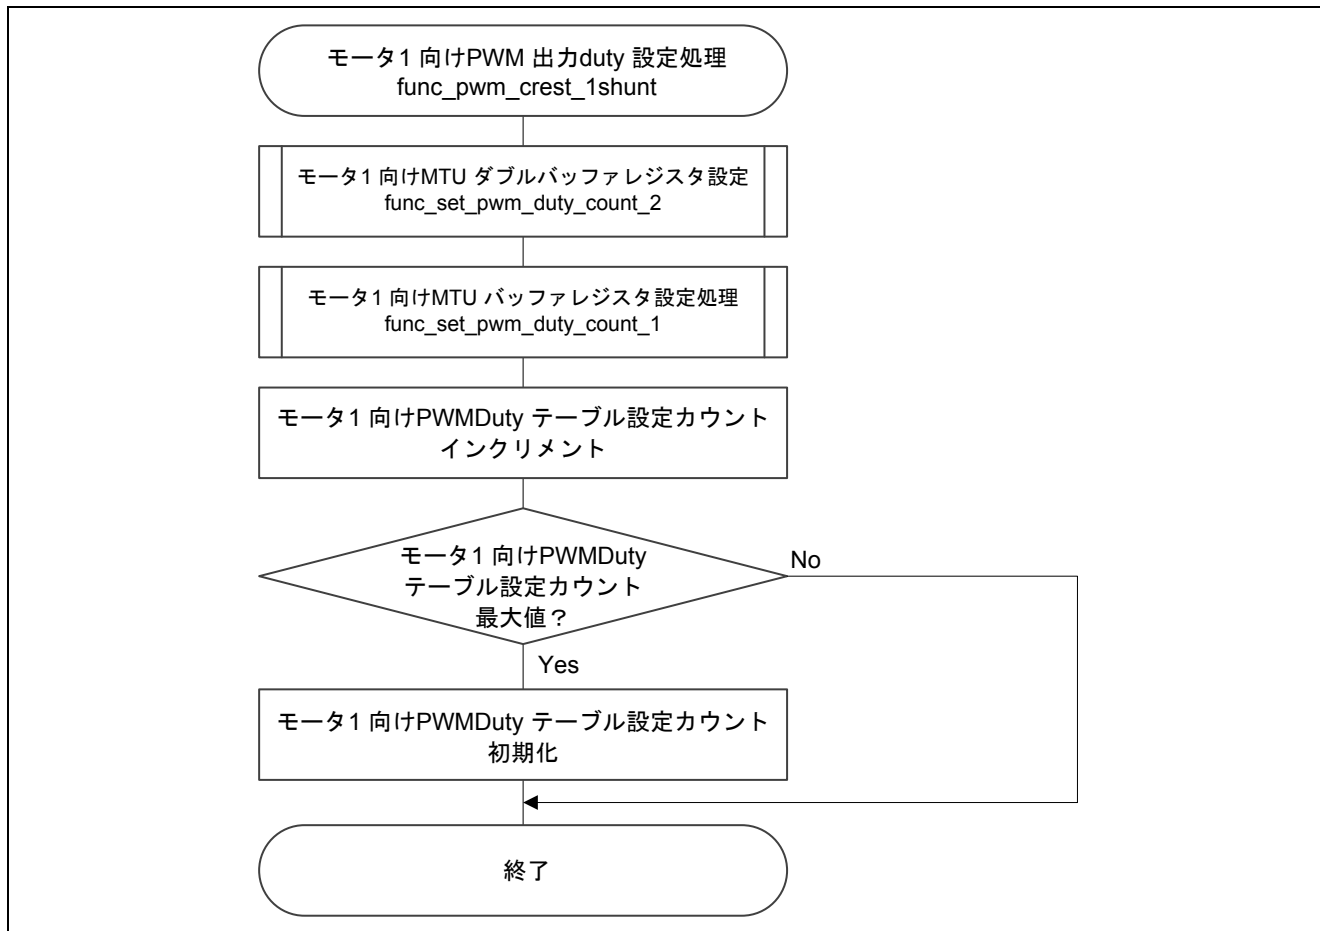 モータ1 向けPWM 出力duty 設定処理
func_pwm_crest_1shunt
モータ1 向けMTU ダブルバッファレジスタ設定
func_set_pwm_duty_count_2
モータ1 向けMTU バッファレジスタ設定処理
func_set_pwm_duty_count_1
モータ1 向けPWMDuty テーブル設定カウント
インクリメント
モータ1 向けPWMDuty
テーブル設定カウント
最大値？
No
Yes
モータ1 向けPWMDuty テーブル設定カウント
初期化
終了